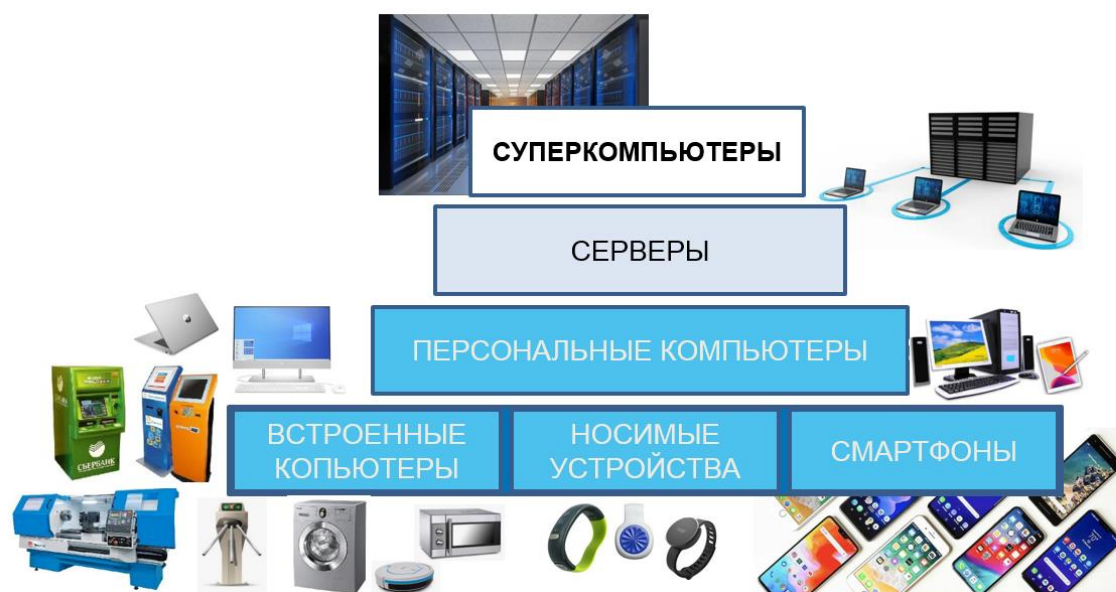 СУПЕРКОМПЬЮТЕРЫ
СЕРВЕРЫ
ПЕРСОНАЛЬНЫЕ КОМПЬЮТЕРЫ
ВСТРОЕННЫЕ
КОПЬЮТЕРЫ
НОСИМЫЕ
УСТРОЙСТВА
СМАРТФОНЫ
СБЕРБАНК